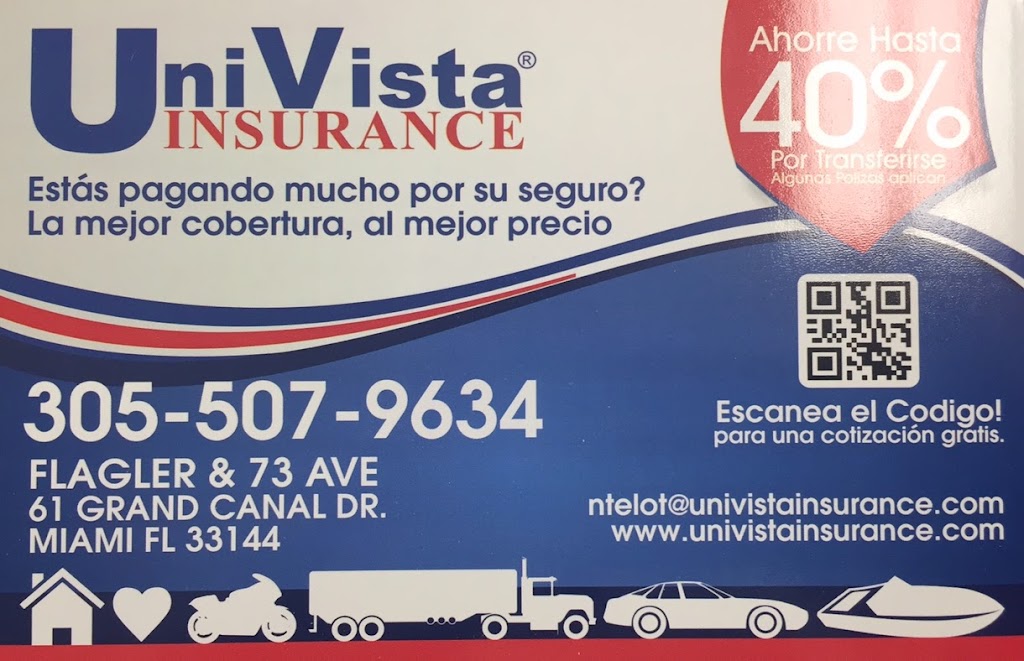 UniVista®
INSURANCE
Estás pagando mucho por su seguro?
La mejor cobertura, al mejor precio
Ahorre Hasta
40%
Por Transferirse
Algunas Polizas aplican
305-507-9634
FLAGLER & 73 AVE
61 GRAND CANAL DR.
MIAMI FL 33144
Escanea el Codigo!
para una cotización gratis.
ntelot@univistainsurance.com
www.univistainsurance.com